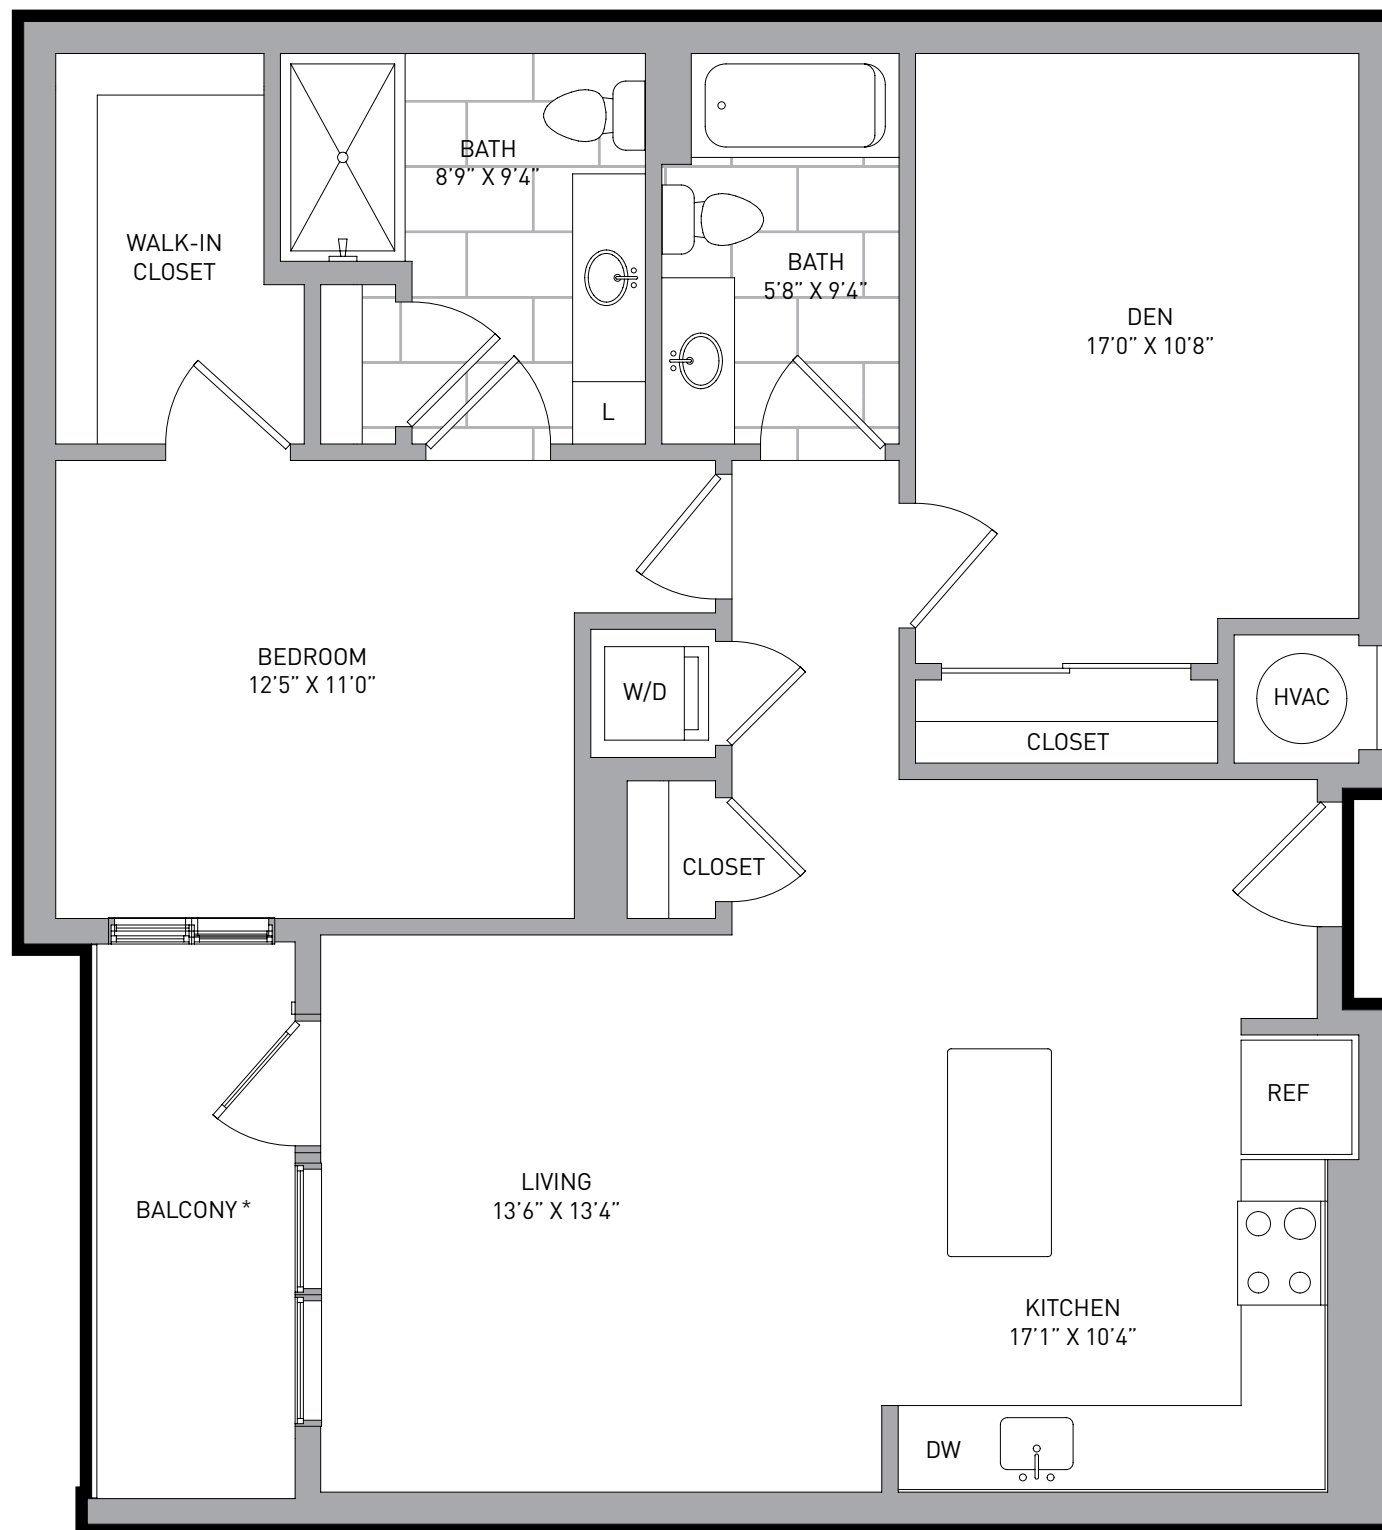 BATH
8’9” X 9’4”
WALK-IN
CLOSET
BATH
5’8” X 9’4”
DEN
17’0” X 10’8”
L
BEDROOM
12’5” X 11’0”
W/D
HVAC
CLOSET
CLOSET
REF
LIVING
13’6” X 13’4”
BALCONY *
KITCHEN
17’1” X 10’4”
DW